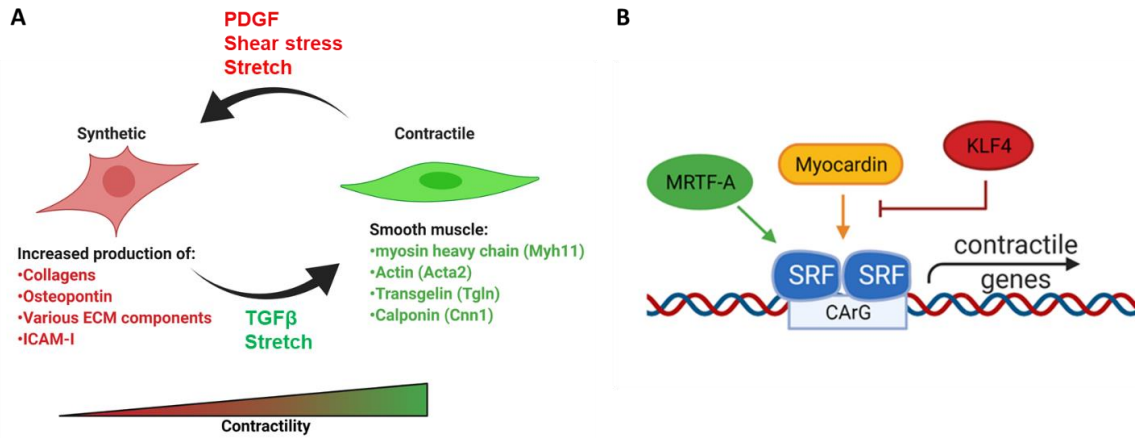 A
PDGF
Shear stress
Stretch
Synthetic
Contractile
Increased production of:
•Collagens
•Osteopontin
•Various ECM components
•ICAM-I
TGFβ
Stretch
Smooth muscle:
•myosin heavy chain (Myh11)
•Actin (Acta2)
•Transgelin (Tgln)
•Calponin (Cnn1)
Contractility
B
MRTF-A
Myocardin
KLF4
SRF SRF
CArG
contractile
genes